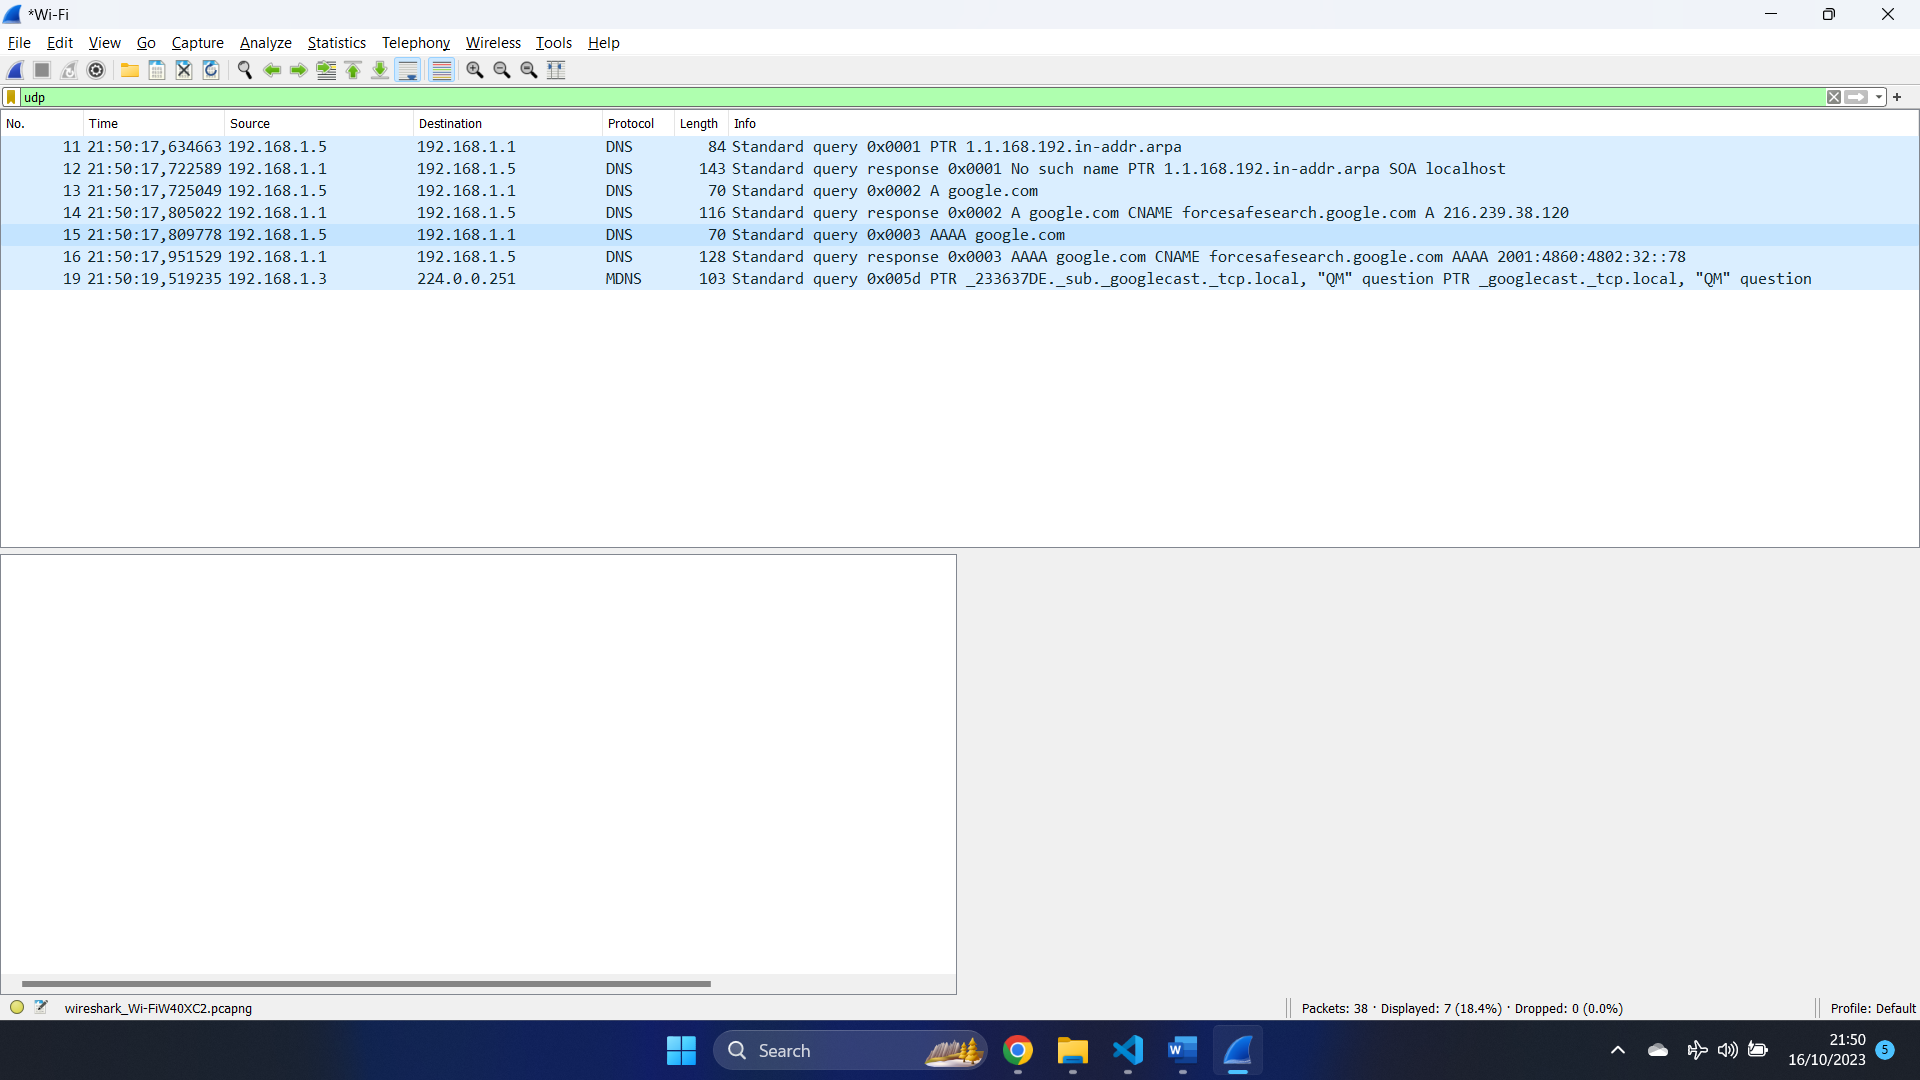 *Wi-Fi
File Edit View Go Capture Analyze Statistics Telephony Wireless Tools Help
udp
No. Time Source Destination Protocol Length Info
11 21:50:17,634663 192.168.1.5 192.168.1.1 DNS 84 Standard query 0x0001 PTR 1.1.168.192.in-addr.arpa
12 21:50:17,722589 192.168.1.1 192.168.1.5 DNS 143 Standard query response 0x0001 No such name PTR 1.1.168.192.in-addr.arpa SOA localhost
13 21:50:17,725049 192.168.1.5 192.168.1.1 DNS 70 Standard query 0x0002 A google.com
14 21:50:17,805022 192.168.1.1 192.168.1.5 DNS 116 Standard query response 0x0002 A google.com CNAME forcesafesearch.google.com A 216.239.38.120
15 21:50:17,809778 192.168.1.5 192.168.1.1 DNS 70 Standard query 0x0003 AAAA google.com
16 21:50:17,951529 192.168.1.1 192.168.1.5 DNS 128 Standard query response 0x0003 AAAA google.com CNAME forcesafesearch.google.com AAAA 2001:4860:4802:32::78
19 21:50:19,519235 192.168.1.3 224.0.0.251 MDNS 103 Standard query 0x005d PTR _233637DE._sub._googlecast._tcp.local, "QM" question PTR _googlecast._tcp.local, "QM" question
wireshark_Wi-FiW40XC2.pcapng Packets: 38 · Displayed: 7 (18.4%) · Dropped: 0 (0.0%) Profile: Default
Search
21:50
16/10/2023 5